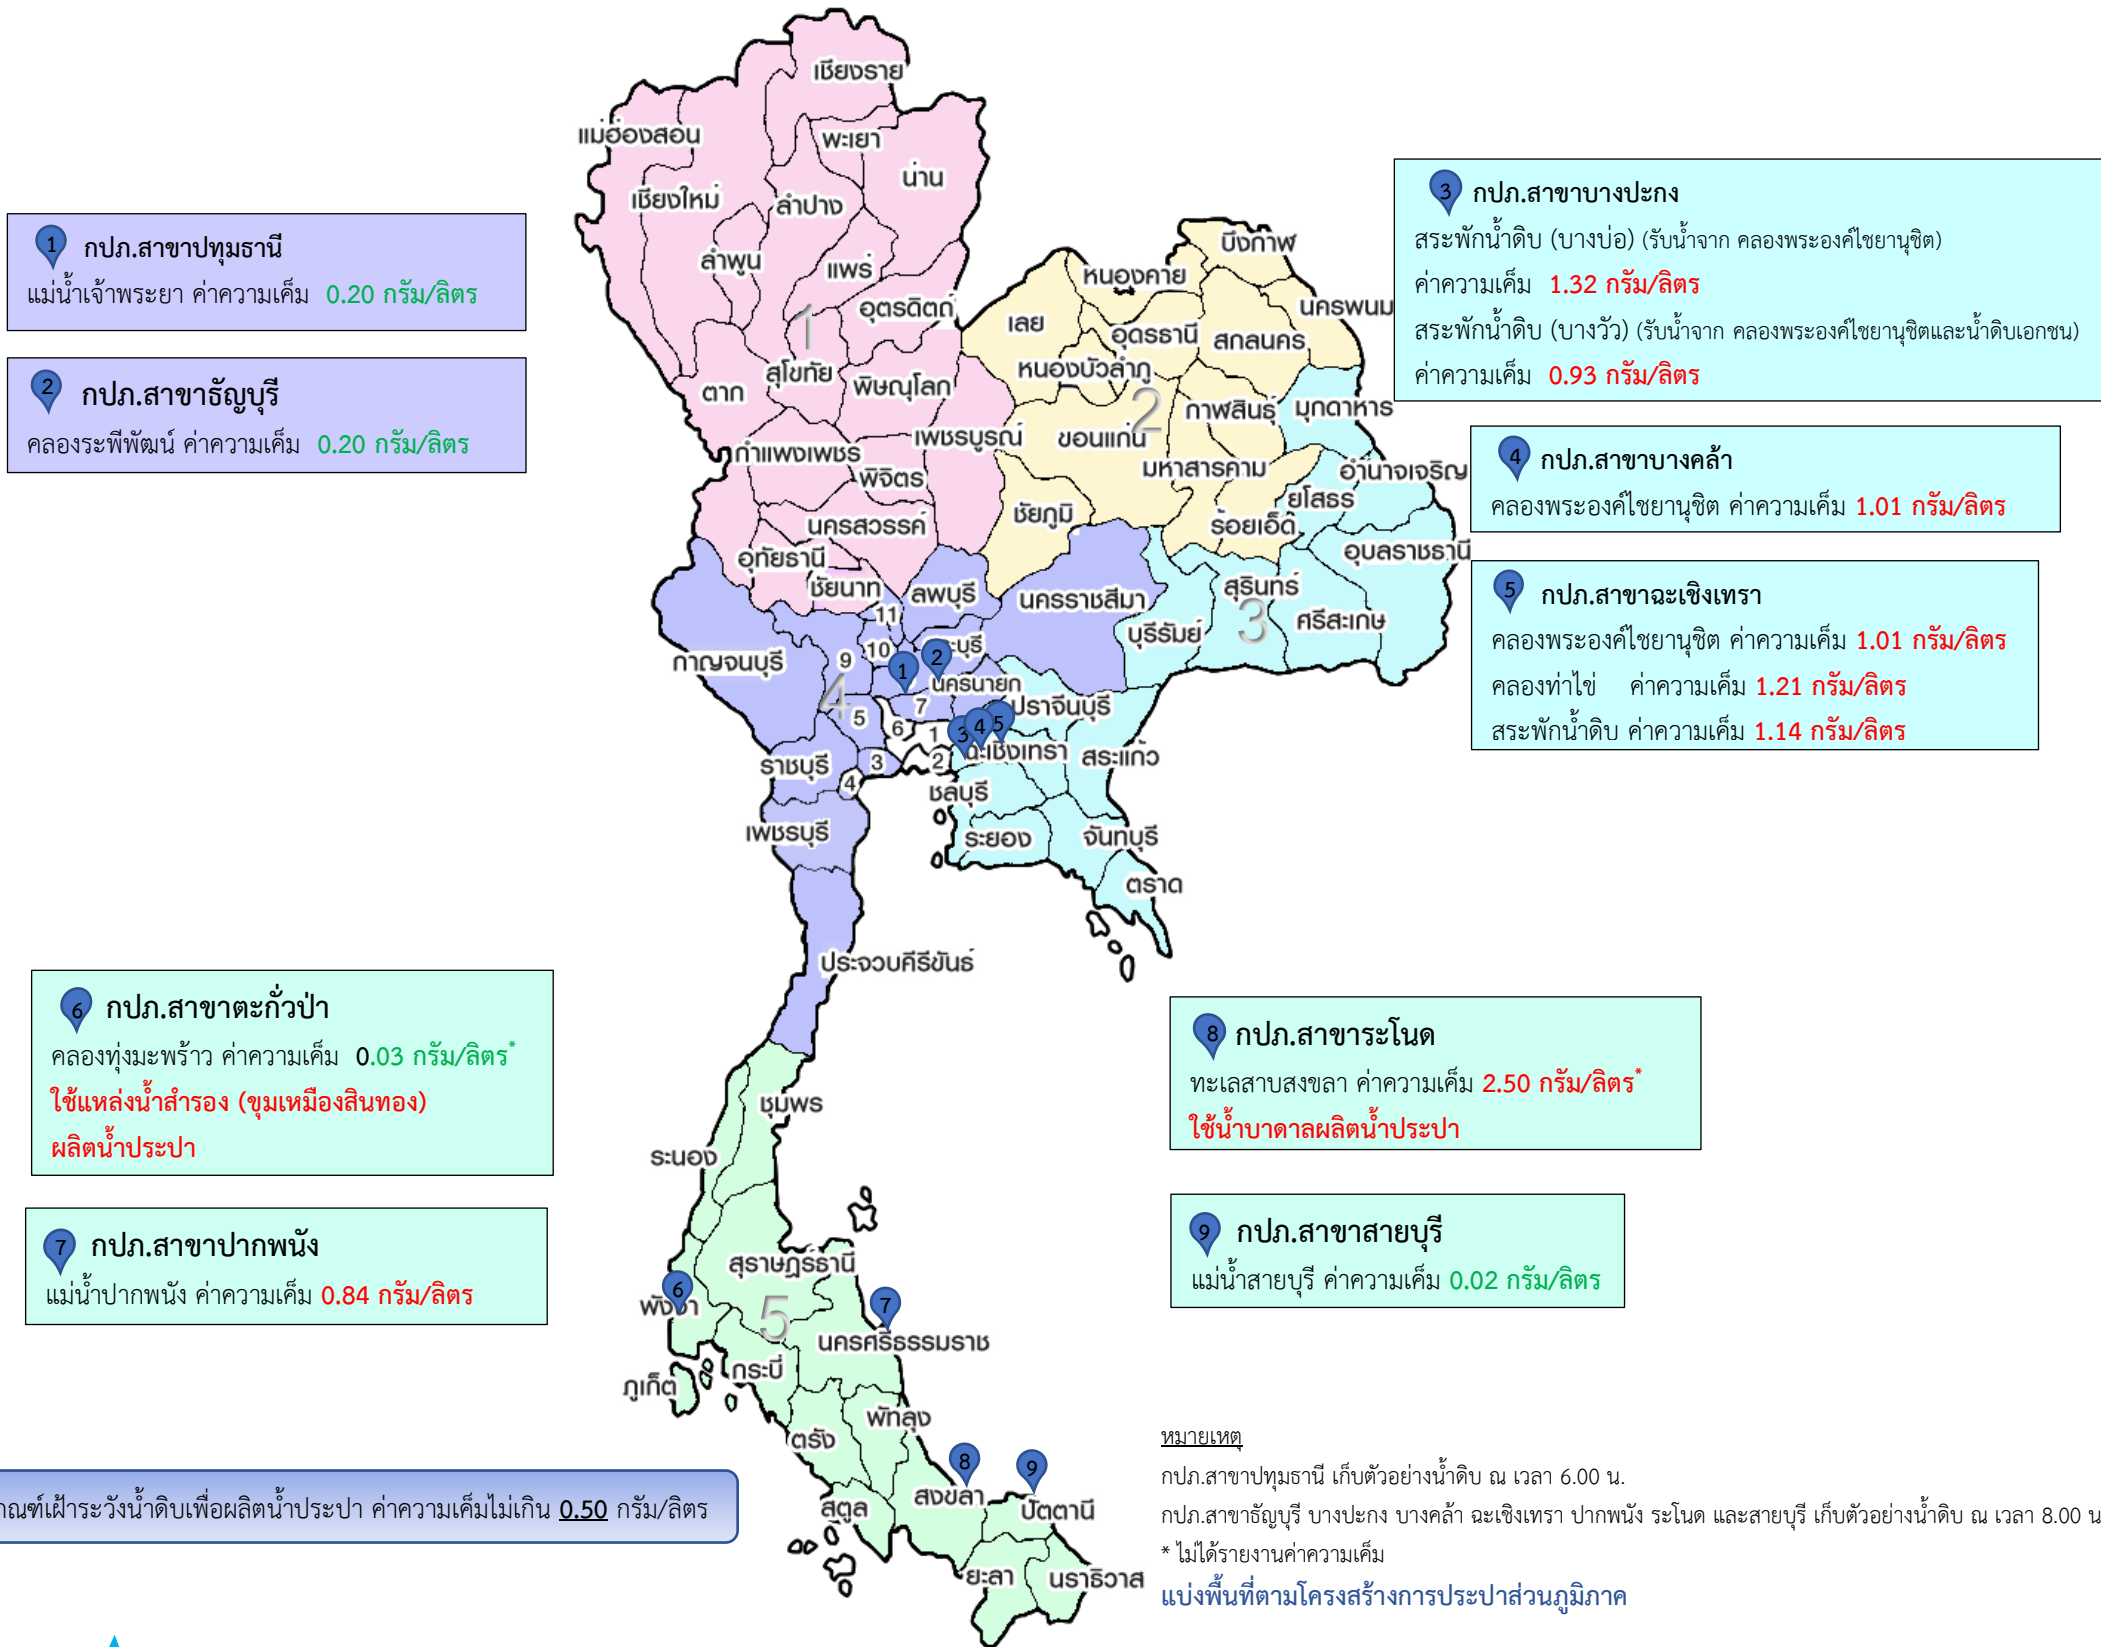 เชียงราย
แม่ฮ่องสอน
พะเยา
น่าน
เชียงใหม่
ลำปาง
ลำพูน
แพร่
อุตรดิตถ์
1
สุโขทัย
ตาก
พิษณุโลก
เพชรบูรณ์
กำแพงเพชร
พิจิตร
นครสวรรค์
อุทัยธานี
ชัยนาท
บึงกาฬ
หนองคาย
นครพนม
เลย
อุดรธานี
สกลนคร
หนองบัวลำภู
2
กาฬสินธุ์
มุกดาหาร
ขอนแก่น
มหาสารคาม
อำนาจเจริญ
ยโสธร
ชัยภูมิ
ร้อยเอ็ด
อุบลราชธานี
ลพบุรี
นครราชสีมา
สุรินทร์
3
ศรีสะเกษ
บุรีรัมย์
11
10
ะบุรี
กาญจนบุรี
9
1
2
นครนายก
4
7
ปราจีนบุรี
5
6
1
3
4
5
ฉะเชิงเทรา
สระแก้ว
ราชบุรี
3
2
4
ชลบุรี
เพชรบุรี
ระยอง
จันทบุรี
ตราด
ประจวบคีรีขันธ์
ชุมพร
ระนอง
สุราษฎร์ธานี
6
พังงา
5
7
นครศรีธรรมราช
กระบี่
ภูเก็ต
พัทลุง
ตรัง
8
9
สงขลา
สตูล
ปัตตานี
ยะลา
นราธิวาส
1 กปภ.สาขาปทุมธานี
แม่น้ำเจ้าพระยา ค่าความเค็ม 0.20 กรัม/ลิตร
2 กปภ.สาขาธัญบุรี
คลองระพีพัฒน์ ค่าความเค็ม 0.20 กรัม/ลิตร
3 กปภ.สาขาบางปะกง
สระพักน้ำดิบ (บางบ่อ) (รับน้ำจาก คลองพระองค์ไชยานุชิต)
ค่าความเค็ม 1.32 กรัม/ลิตร
สระพักน้ำดิบ (บางวัว) (รับน้ำจาก คลองพระองค์ไชยานุชิตและน้ำดิบเอกชน)
ค่าความเค็ม 0.93 กรัม/ลิตร
4 กปภ.สาขาบางคล้า
คลองพระองค์ไชยานุชิต ค่าความเค็ม 1.01 กรัม/ลิตร
5 กปภ.สาขาฉะเชิงเทรา
คลองพระองค์ไชยานุชิต ค่าความเค็ม 1.01 กรัม/ลิตร
คลองท่าไข่ ค่าความเค็ม 1.21 กรัม/ลิตร
สระพักน้ำดิบ ค่าความเค็ม 1.14 กรัม/ลิตร
6 กปภ.สาขาตะกั่วป่า
คลองทุ่งมะพร้าว ค่าความเค็ม 0.03 กรัม/ลิตร*
ใช้แหล่งน้ำสำรอง (ขุมเหมืองสินทอง)
ผลิตน้ำประปา
7 กปภ.สาขาปากพนัง
แม่น้ำปากพนัง ค่าความเค็ม 0.84 กรัม/ลิตร
8 กปภ.สาขาระโนด
ทะเลสาบสงขลา ค่าความเค็ม 2.50 กรัม/ลิตร*
ใช้น้ำบาดาลผลิตน้ำประปา
9 กปภ.สาขาสายบุรี
แม่น้ำสายบุรี ค่าความเค็ม 0.02 กรัม/ลิตร
ณฑ์เฝ้าระวังน้ำดิบเพื่อผลิตน้ำประปา ค่าความเค็มไม่เกิน 0.50 กรัม/ลิตร
หมายเหตุ
กปภ.สาขาปทุมธานี เก็บตัวอย่างน้ำดิบ ณ เวลา 6.00 น.
กปภ.สาขาธัญบุรี บางปะกง บางคล้า ฉะเชิงเทรา ปากพนัง ระโนด และสายบุรี เก็บตัวอย่างน้ำดิบ ณ เวลา 8.00 น
* ไม่ได้รายงานค่าความเค็ม
แบ่งพื้นที่ตามโครงสร้างการประปาส่วนภูมิภาค